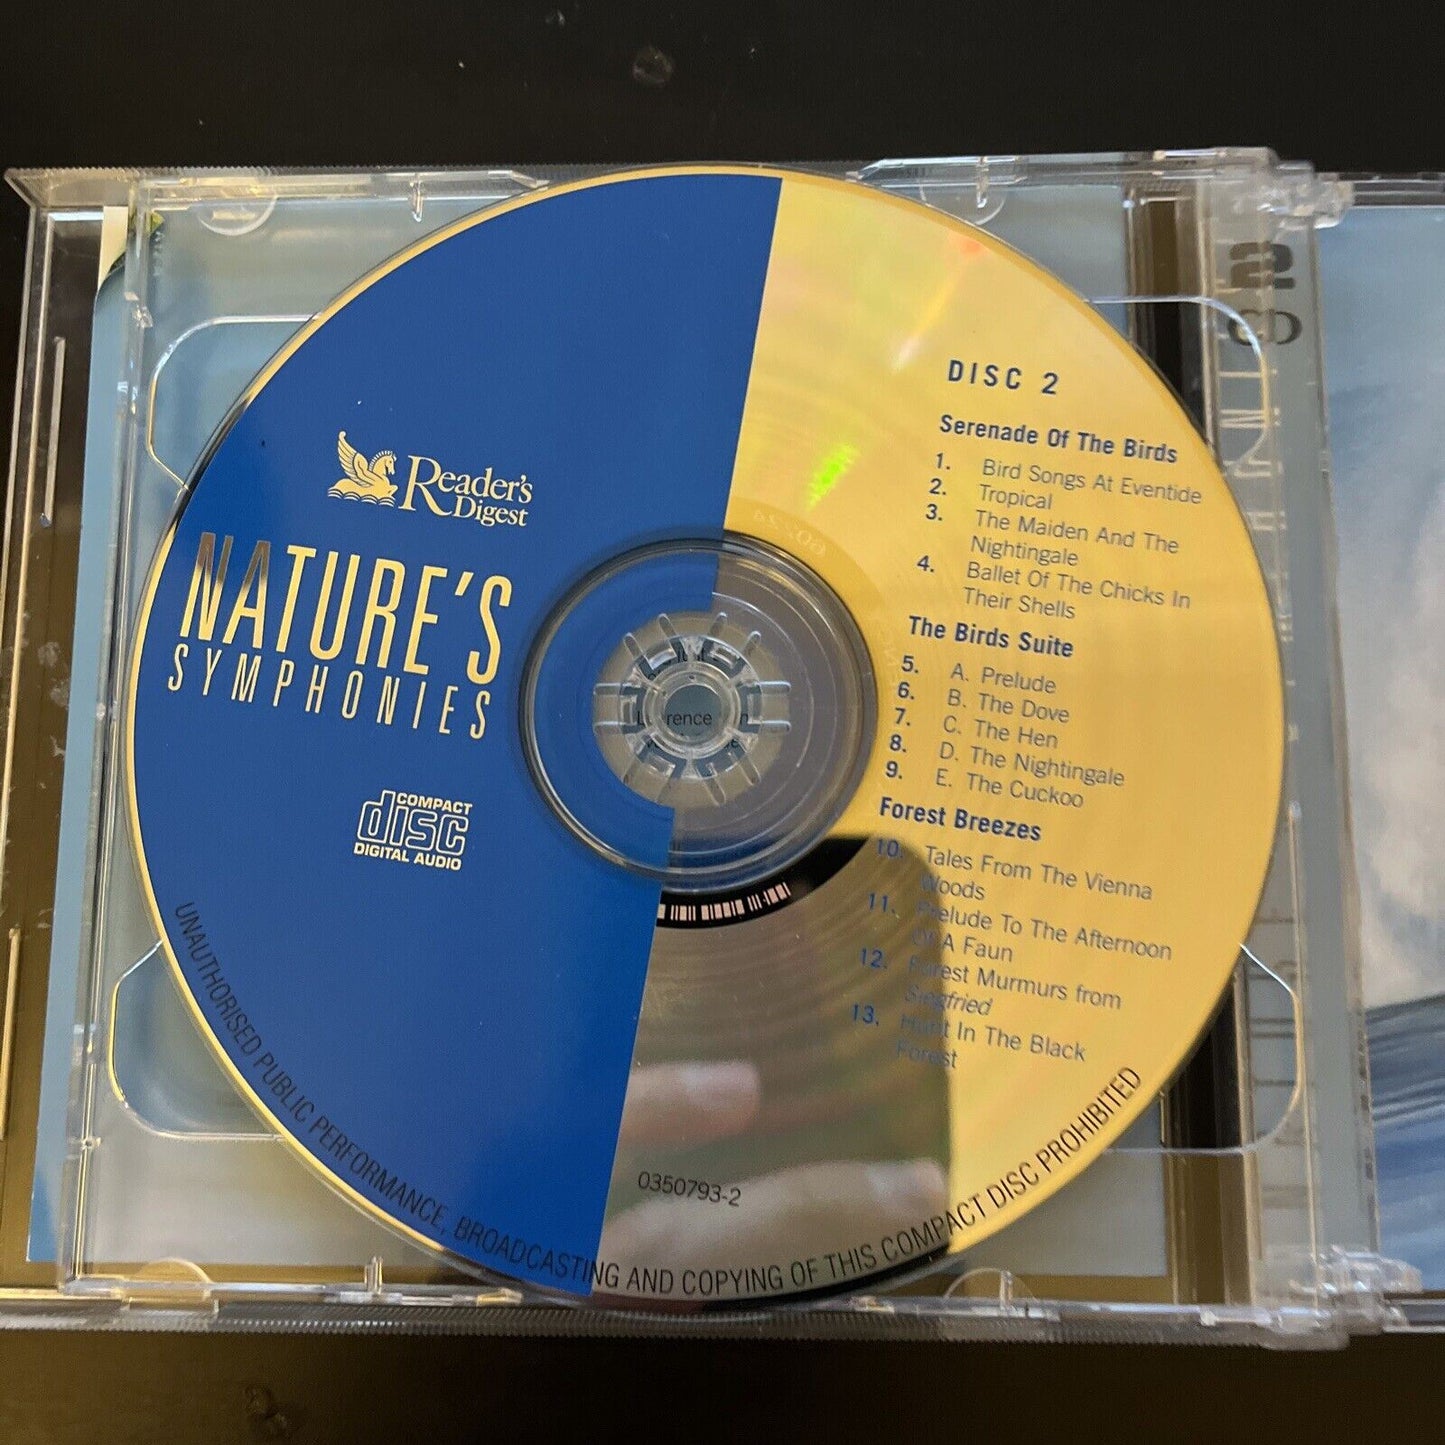 Reader's
Digest
NATURE'S
SYMPHONIES
COMPACT
disc
DIGITAL AUDIO
DISC 2
Serenade Of The Birds
1. Bird Songs At Eventide
2. Tropical
3. The Maiden And The
Nightingale
4. Ballet Of The Chicks In
Their Shells
The Birds Suite
5. A. Prelude
6. B. The Dove
7. C. The Hen
8. D. The Nightingale
9. E. The Cuckoo
Forest Breezes
10. Tales From The Vienna
Woods
11. Prelude To The Afternoon
Of A Faun
12. Forest Murmurs from
Siegfried
13. Hunt In The Black
Forest
0350793-2
UNAUTHORISED PUBLIC PERFORMANCE, BROADCASTING AND COPYING OF THIS COMPACT DISC PROHIBITED
2
CD